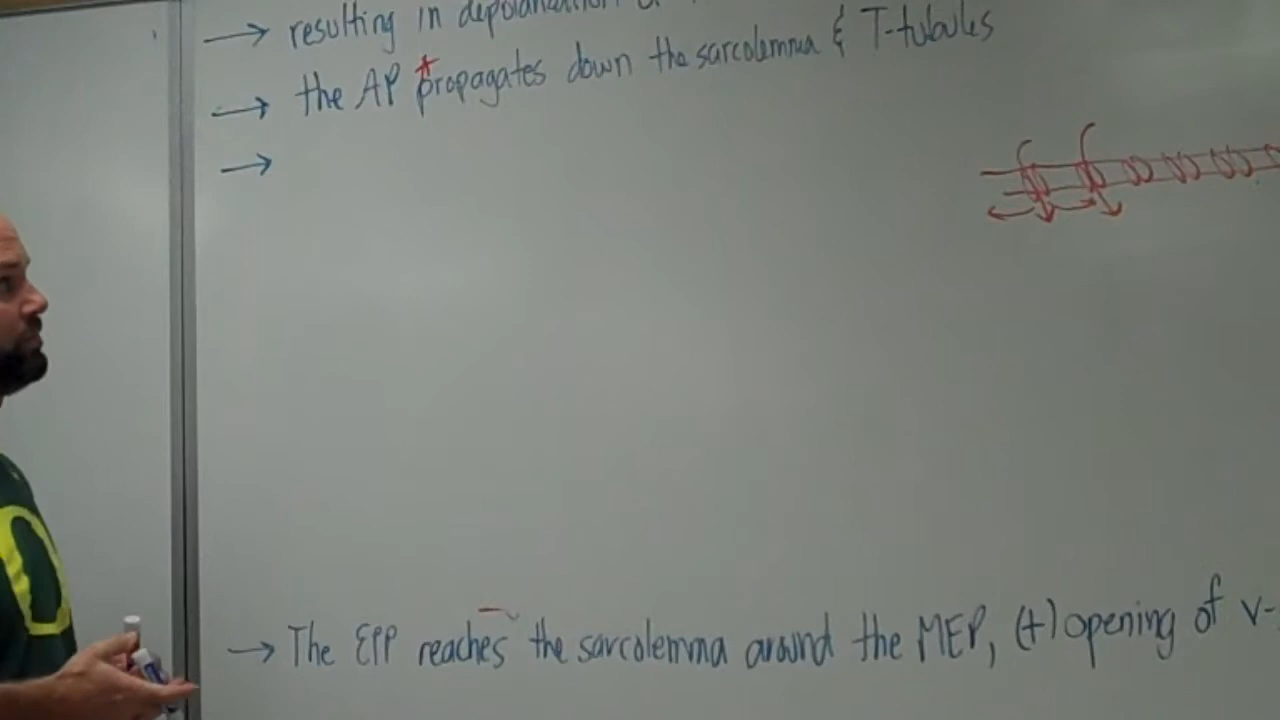 → resulting in depolarization
→ the AP propagates down the sarcolemma & T-tubules
→
→ The EPP reaches the sarcolemma around the MEP, (+) opening of v-